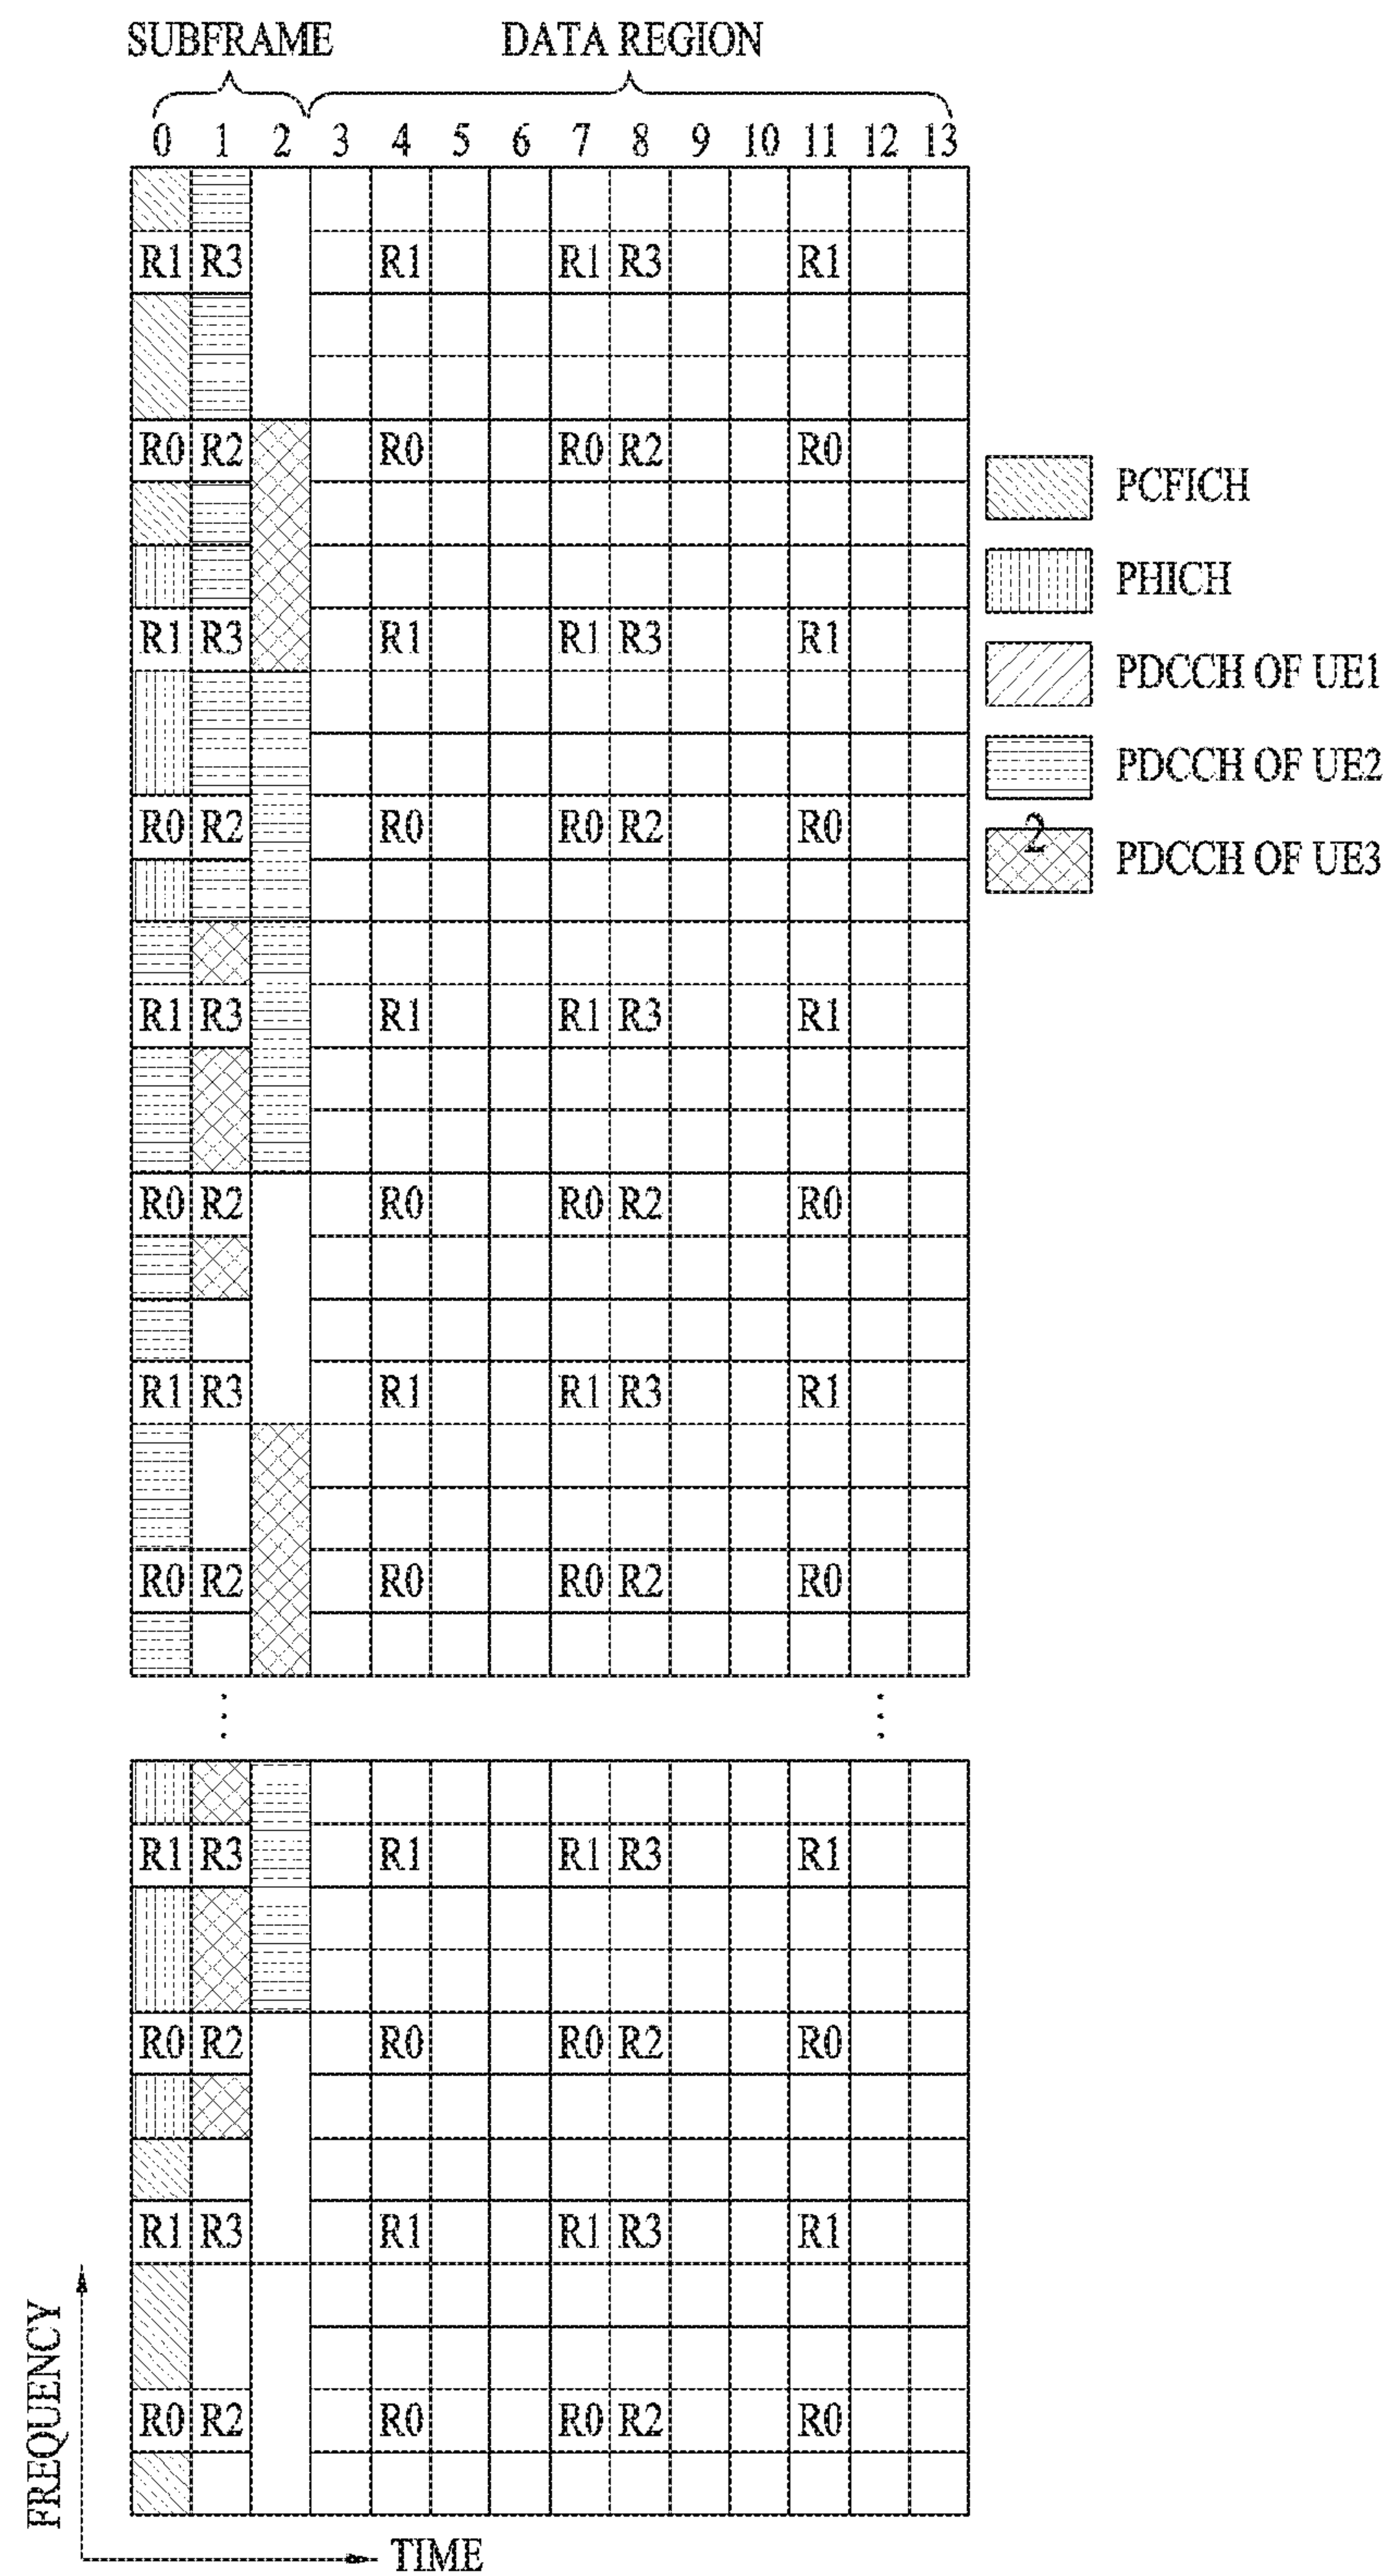 SUBFRAME DATA REGION
0 1 2 3 4 5 6 7 8 9 10 11 12 13
R1 R3 R1 R1 R3 R1
R0 R2 R0 R0 R2 R0
PCFICH
PHICH
R1 R3 R1 R1 R3 R1
PDCCH OF UE1
PDCCH OF UE2
R0 R2 R0 R0 R2 R0
2
PDCCH OF UE3
R1 R3 R1 R1 R3 R1
R0 R2 R0 R0 R2 R0
R1 R3 R1 R1 R3 R1
R0 R2 R0 R0 R2 R0
R1 R3 R1 R1 R3 R1
R0 R2 R0 R0 R2 R0
R1 R3 R1 R1 R3 R1
R0 R2 R0 R0 R2 R0
FREQUENCY
TIME